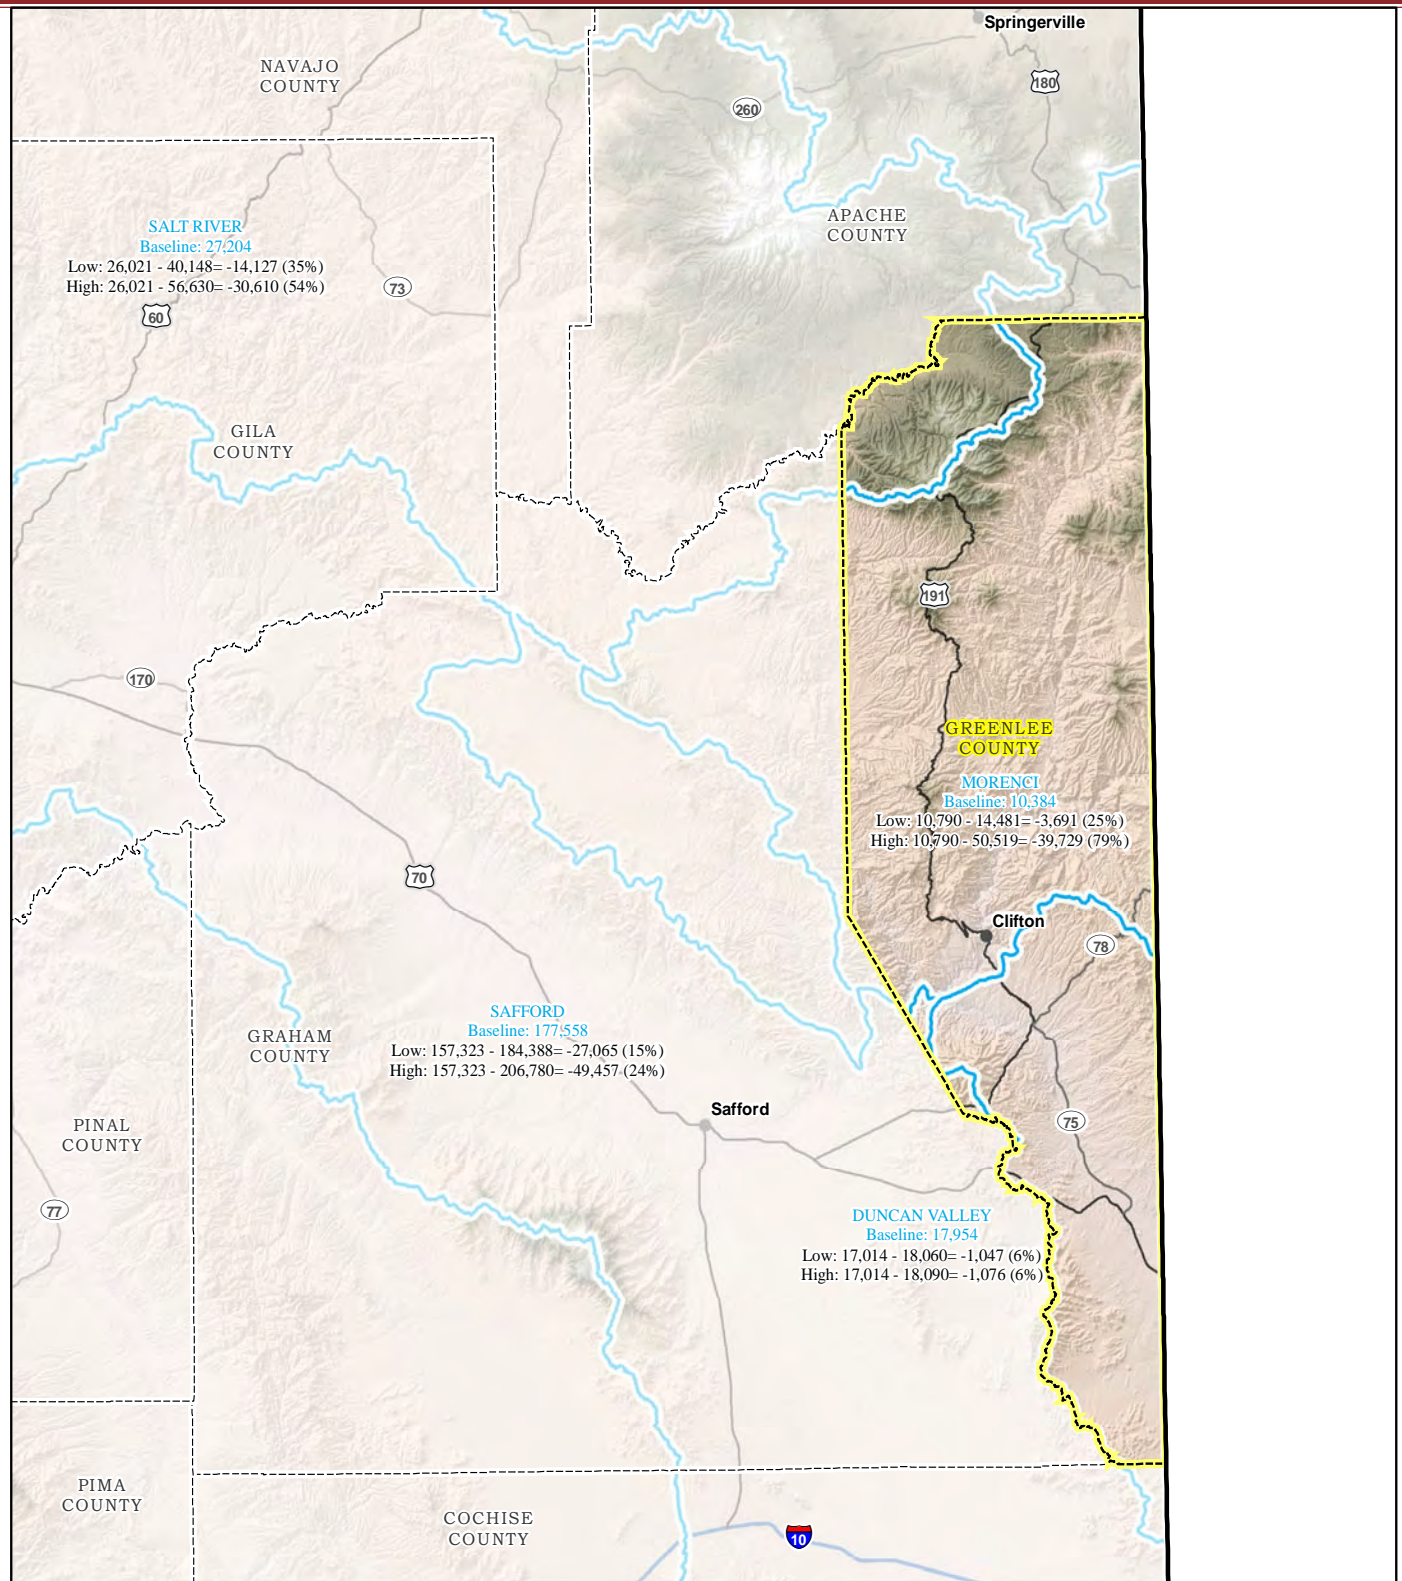 Springerville
NAVAJO
COUNTY
180
260
SALT RIVER
Baseline: 27,204
Low: 26,021 - 40,148= -14,127 (35%)
High: 26,021 - 56,630= -30,610 (54%)
APACHE
COUNTY
73
60
GILA
COUNTY
191
170
GREENLEE
COUNTY
MORENCI
Baseline: 10,384
Low: 10,790 - 14,481= -3,691 (25%)
High: 10,790 - 50,519= -39,729 (79%)
70
Clifton
78
SAFFORD
Baseline: 177,558
Low: 157,323 - 184,388= -27,065 (15%)
High: 157,323 - 206,780= -49,457 (24%)
GRAHAM
COUNTY
Safford
PINAL
COUNTY
75
77
DUNCAN VALLEY
Baseline: 17,954
Low: 17,014 - 18,060= -1,047 (6%)
High: 17,014 - 18,090= -1,076 (6%)
PIMA
COUNTY
COCHISE
COUNTY
10